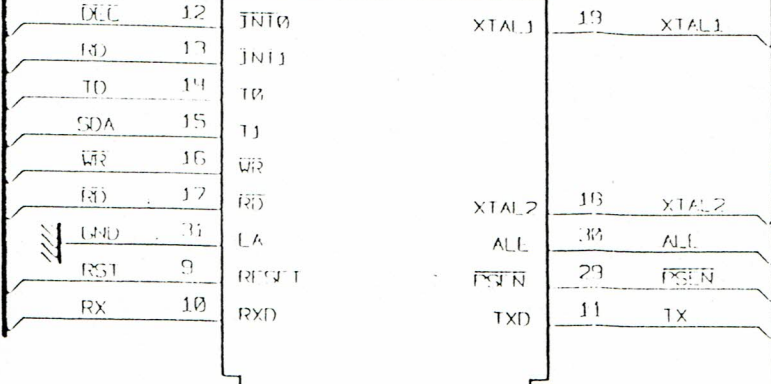 DEC 12 INT0 XTAL1 19 XTAL1
RD 13 INT1
TD 14 T0
SDA 15 T1
WR 16 WR
RD 17 RD XTAL2 18 XTAL2
GND 31 EA ALE 30 ALE
RST 9 RESET PSEN 29 PSEN
RX 10 RXD TXD 11 TX